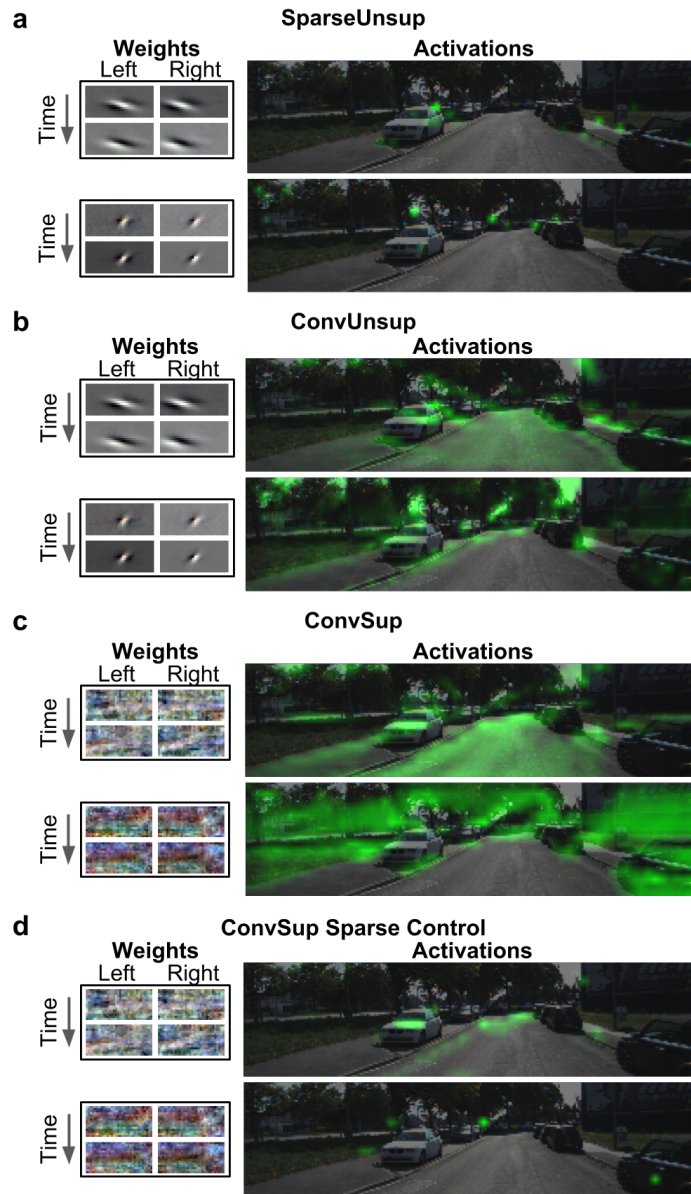 a
SparseUnsup
Weights
Activations
Left Right
Time
Time
b
ConvUnsup
Weights
Activations
Left Right
Time
Time
c
ConvSup
Weights
Activations
Left Right
Time
Time
d
ConvSup Sparse Control
Weights
Activations
Left Right
Time
Time